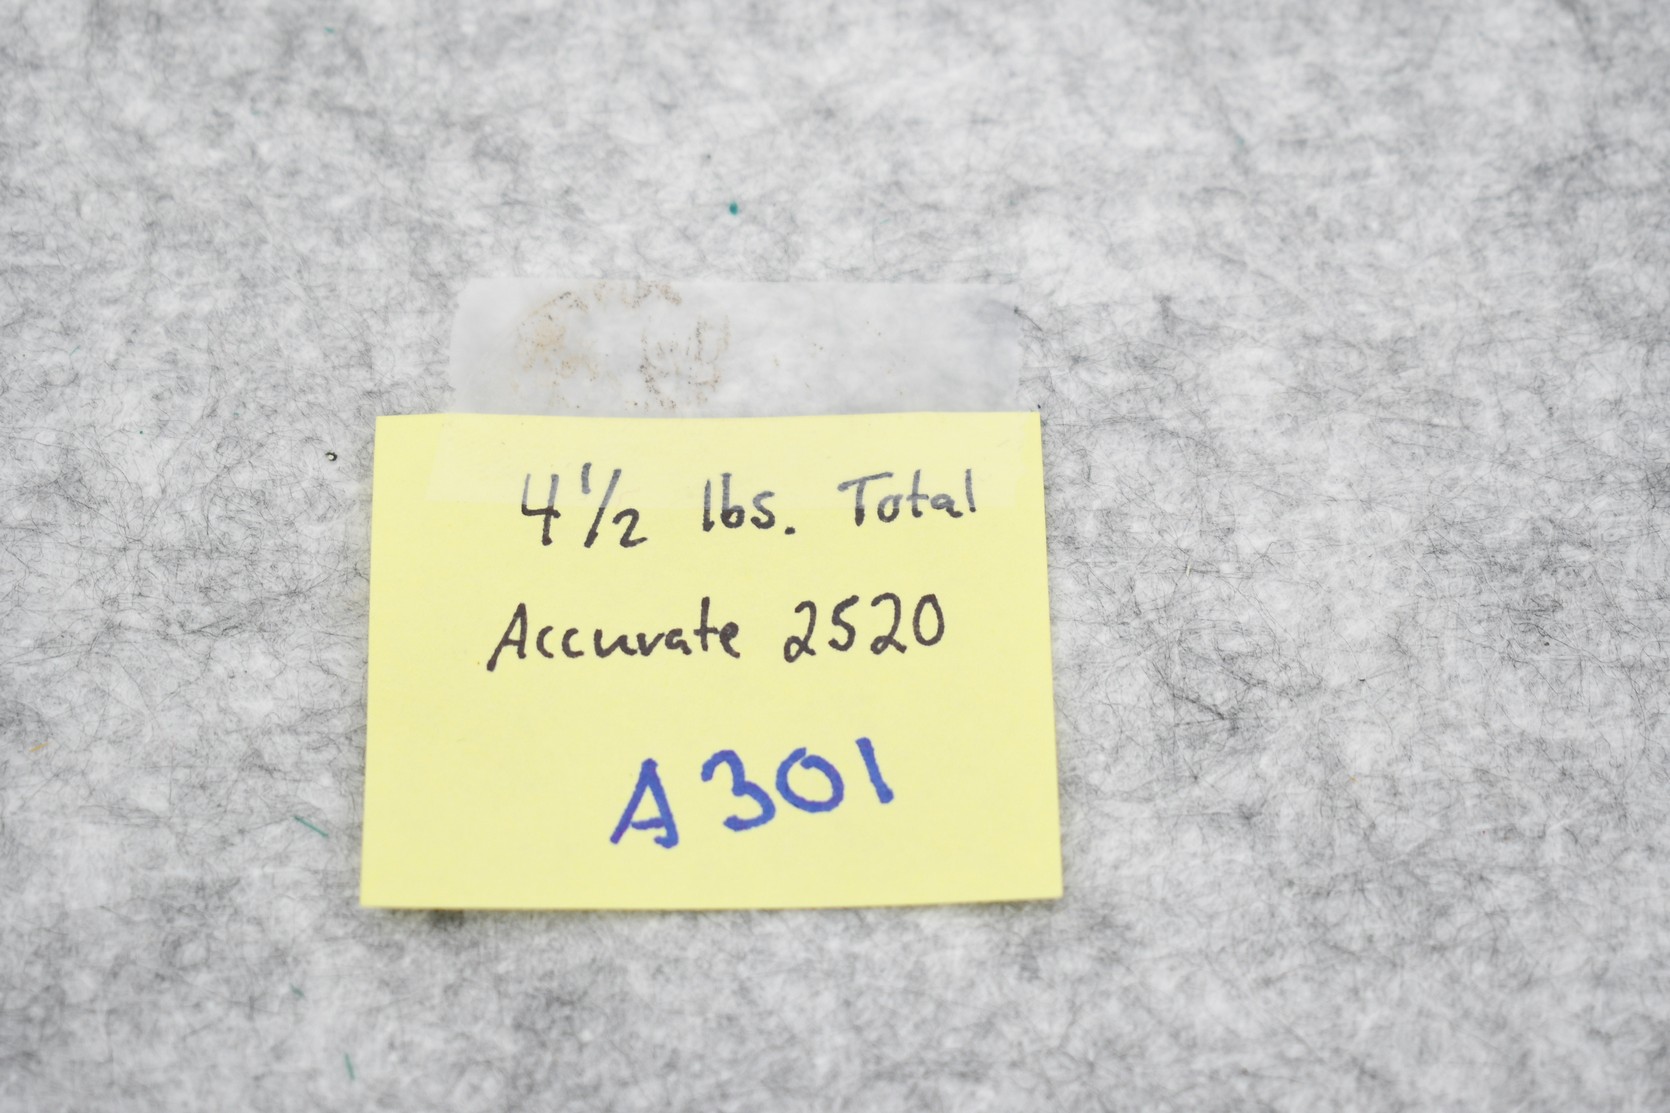 4 1/2 lbs. Total
Accurate 2520
A301